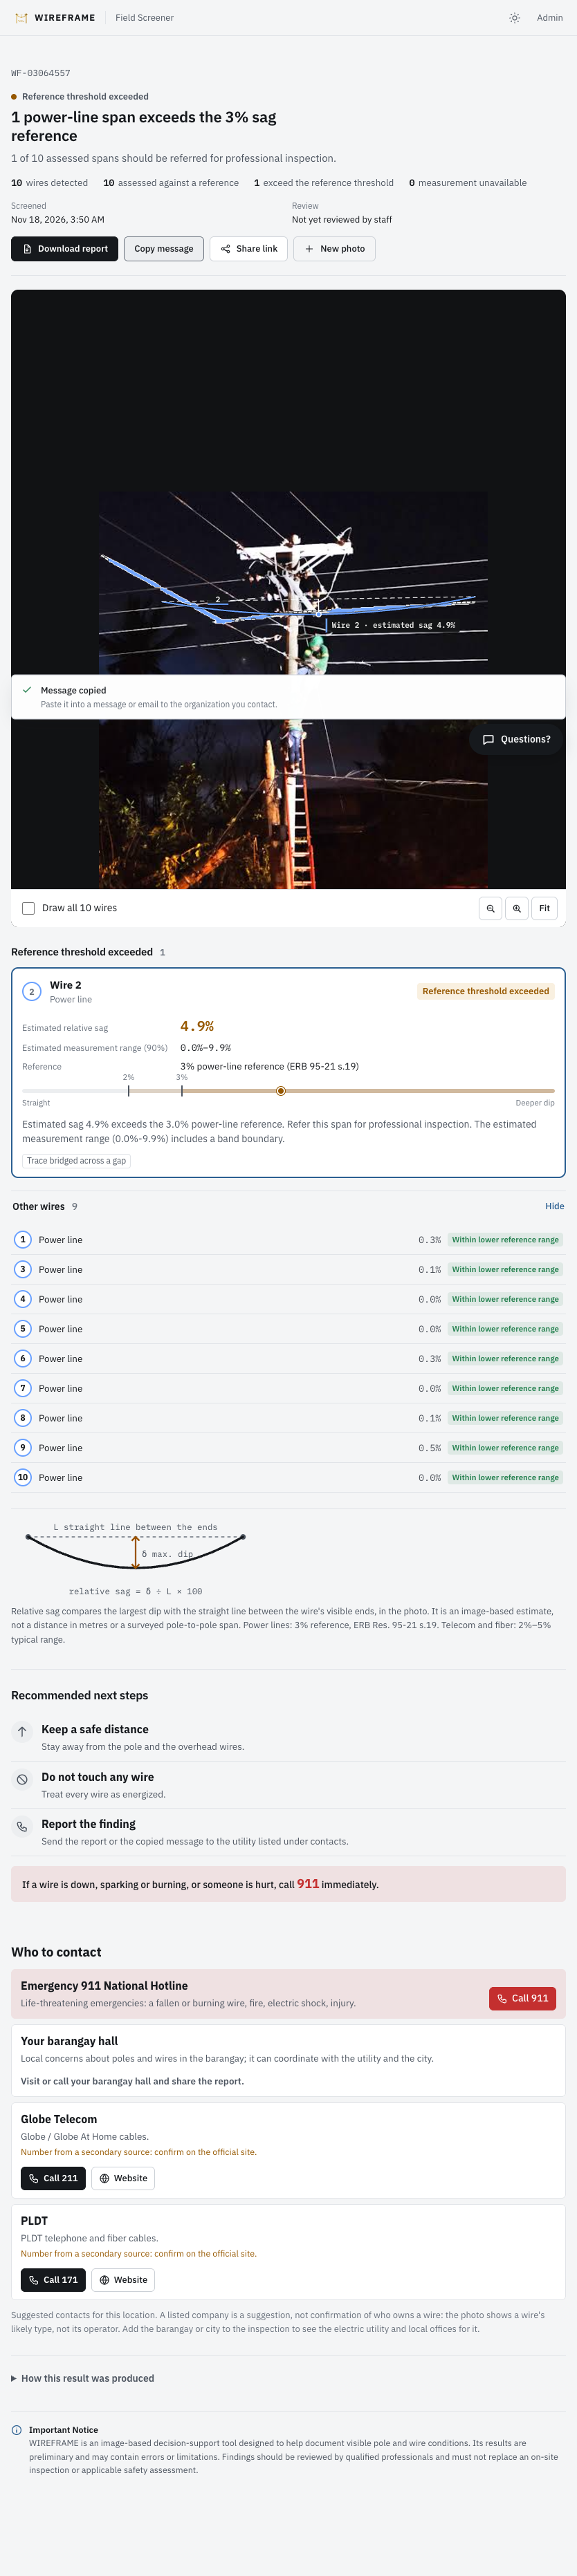 WIREFRAME
Field Screener
Admin
WF-03064557
Reference threshold exceeded
1 power-line span exceeds the 3% sag
reference
1 of 10 assessed spans should be referred for professional inspection.
10 wires detected
10 assessed against a reference
1 exceed the reference threshold
0 measurement unavailable
Screened
Nov 18, 2026, 3:50 AM
Review
Not yet reviewed by staff
Download report
Copy message
Share link
New photo
2
Wire 2 · estimated sag 4.9%
Message copied
Paste it into a message or email to the organization you contact.
Questions?
Draw all 10 wires
Fit
Reference threshold exceeded 1
2
Wire 2
Power line
Reference threshold exceeded
Estimated relative sag
4.9%
Estimated measurement range (90%)
0.0%–9.9%
Reference
3% power-line reference (ERB 95-21 s.19)
2%
3%
Straight
Deeper dip
Estimated sag 4.9% exceeds the 3.0% power-line reference. Refer this span for professional inspection. The estimated
measurement range (0.0%-9.9%) includes a band boundary.
Trace bridged across a gap
Other wires 9
Hide
1 Power line 0.3% Within lower reference range
3 Power line 0.1% Within lower reference range
4 Power line 0.0% Within lower reference range
5 Power line 0.0% Within lower reference range
6 Power line 0.3% Within lower reference range
7 Power line 0.0% Within lower reference range
8 Power line 0.1% Within lower reference range
9 Power line 0.5% Within lower reference range
10 Power line 0.0% Within lower reference range
L straight line between the ends
δ max. dip
relative sag = δ ÷ L × 100
Relative sag compares the largest dip with the straight line between the wire's visible ends, in the photo. It is an image-based estimate,
not a distance in metres or a surveyed pole-to-pole span. Power lines: 3% reference, ERB Res. 95-21 s.19. Telecom and fiber: 2%–5%
typical range.
Recommended next steps
Keep a safe distance
Stay away from the pole and the overhead wires.
Do not touch any wire
Treat every wire as energized.
Report the finding
Send the report or the copied message to the utility listed under contacts.
If a wire is down, sparking or burning, or someone is hurt, call 911 immediately.
Who to contact
Emergency 911 National Hotline
Life-threatening emergencies: a fallen or burning wire, fire, electric shock, injury.
Call 911
Your barangay hall
Local concerns about poles and wires in the barangay; it can coordinate with the utility and the city.
Visit or call your barangay hall and share the report.
Globe Telecom
Globe / Globe At Home cables.
Number from a secondary source: confirm on the official site.
Call 211
Website
PLDT
PLDT telephone and fiber cables.
Number from a secondary source: confirm on the official site.
Call 171
Website
Suggested contacts for this location. A listed company is a suggestion, not confirmation of who owns a wire: the photo shows a wire's
likely type, not its operator. Add the barangay or city to the inspection to see the electric utility and local offices for it.
How this result was produced
Important Notice
WIREFRAME is an image-based decision-support tool designed to help document visible pole and wire conditions. Its results are
preliminary and may contain errors or limitations. Findings should be reviewed by qualified professionals and must not replace an on-site
inspection or applicable safety assessment.